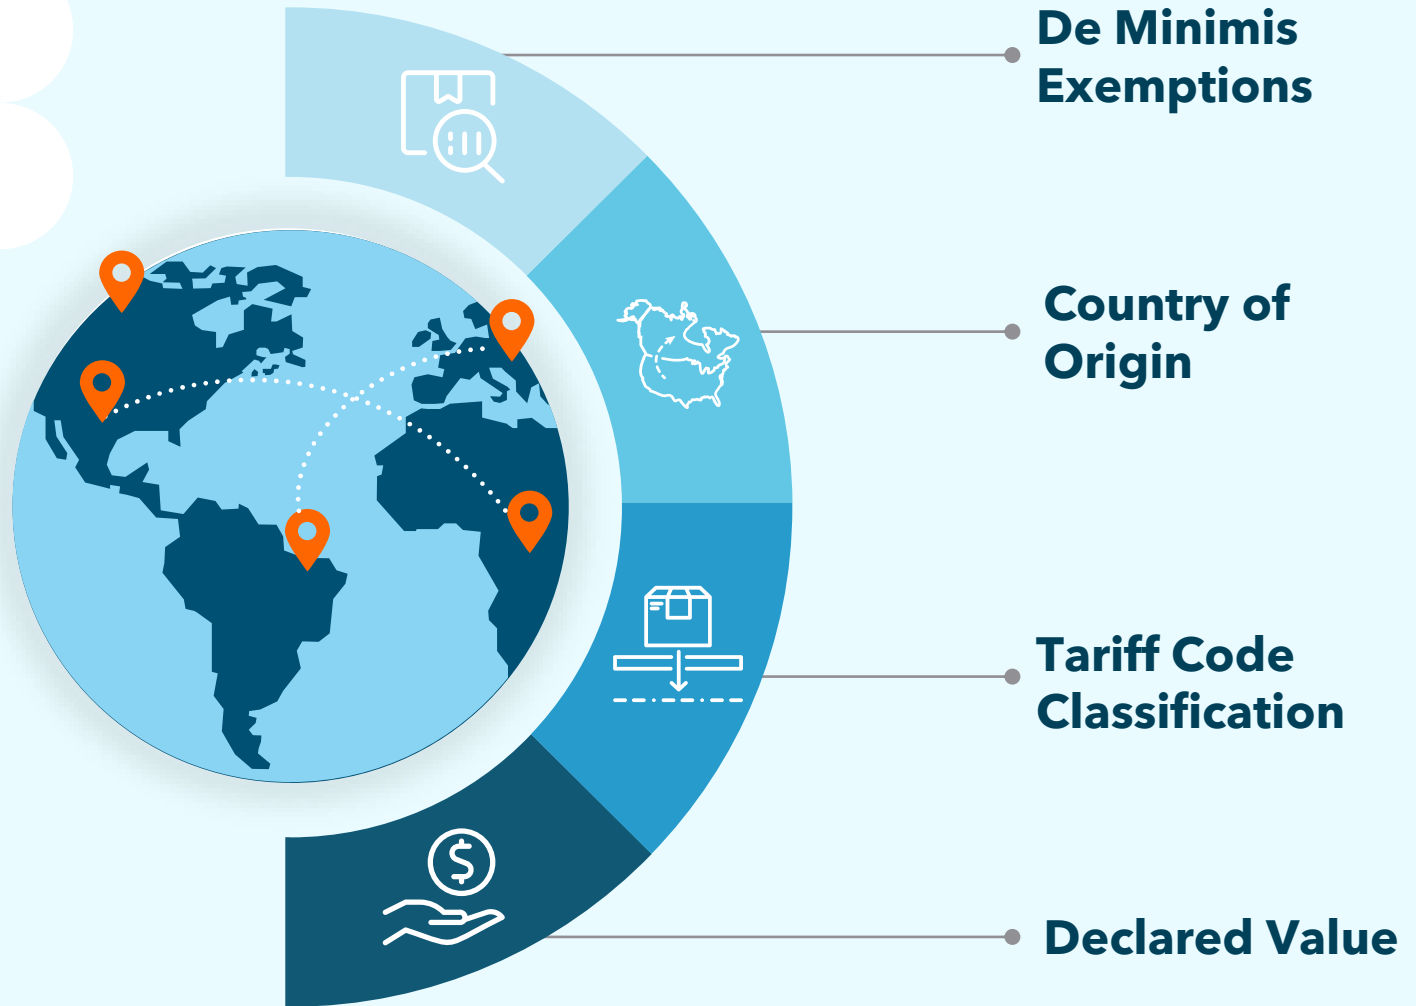 De Minimis
Exemptions
Country of
Origin
Tariff Code
Classification
Declared Value